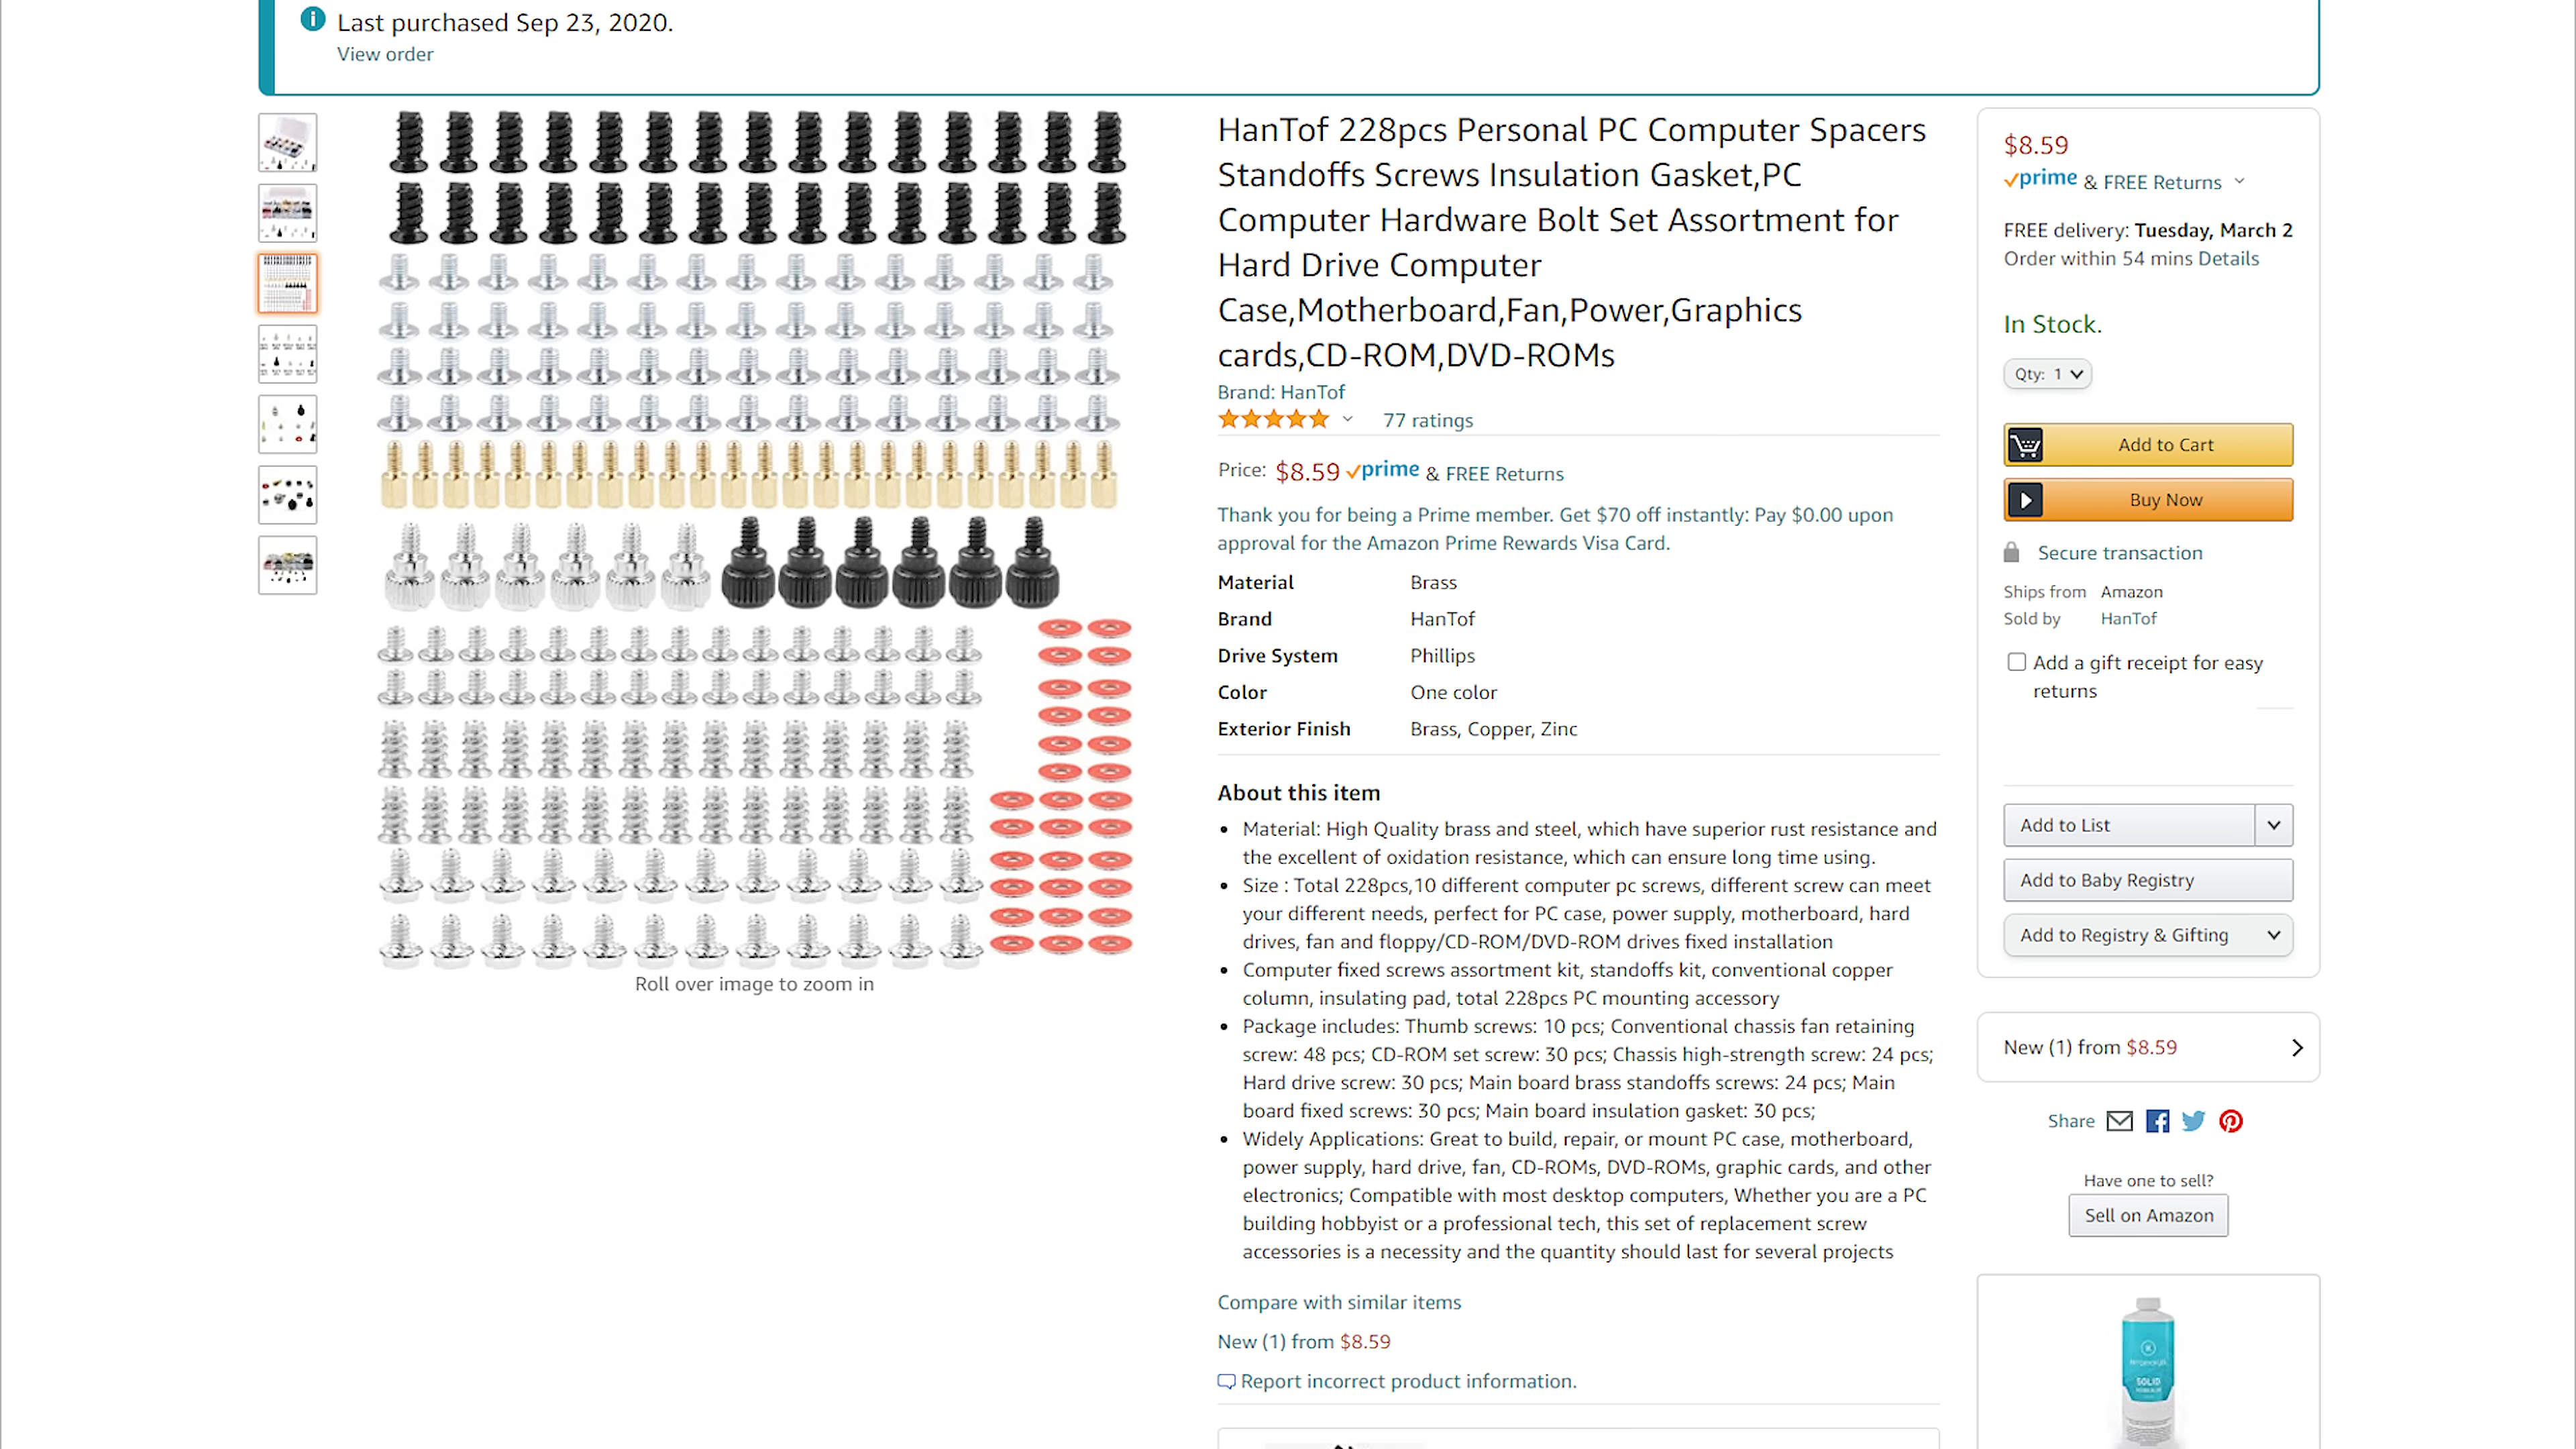 Last purchased Sep 23, 2020.
View order
HanTof 228pcs Personal PC Computer Spacers
Standoffs Screws Insulation Gasket,PC
Computer Hardware Bolt Set Assortment for
Hard Drive Computer
Case,Motherboard,Fan,Power,Graphics
cards,CD-ROM,DVD-ROMs
Brand: HanTof
77 ratings
Price: $8.59 prime & FREE Returns
Thank you for being a Prime member. Get $70 off instantly: Pay $0.00 upon
approval for the Amazon Prime Rewards Visa Card.
Material Brass
Brand HanTof
Drive System Phillips
Color One color
Exterior Finish Brass, Copper, Zinc
About this item
Material: High Quality brass and steel, which have superior rust resistance and
the excellent of oxidation resistance, which can ensure long time using.
Size : Total 228pcs,10 different computer pc screws, different screw can meet
your different needs, perfect for PC case, power supply, motherboard, hard
drives, fan and floppy/CD-ROM/DVD-ROM drives fixed installation
Computer fixed screws assortment kit, standoffs kit, conventional copper
column, insulating pad, total 228pcs PC mounting accessory
Package includes: Thumb screws: 10 pcs; Conventional chassis fan retaining
screw: 48 pcs; CD-ROM set screw: 30 pcs; Chassis high-strength screw: 24 pcs;
Hard drive screw: 30 pcs; Main board brass standoffs screws: 24 pcs; Main
board fixed screws: 30 pcs; Main board insulation gasket: 30 pcs;
Widely Applications: Great to build, repair, or mount PC case, motherboard,
power supply, hard drive, fan, CD-ROMs, DVD-ROMs, graphic cards, and other
electronics; Compatible with most desktop computers, Whether you are a PC
building hobbyist or a professional tech, this set of replacement screw
accessories is a necessity and the quantity should last for several projects
Compare with similar items
New (1) from $8.59
Report incorrect product information.
Roll over image to zoom in
$8.59
prime & FREE Returns
FREE delivery: Tuesday, March 2
Order within 54 mins Details
In Stock.
Qty: 1
Add to Cart
Buy Now
Secure transaction
Ships from Amazon
Sold by HanTof
Add a gift receipt for easy
returns
Add to List
Add to Baby Registry
Add to Registry & Gifting
New (1) from $8.59
Share
Have one to sell?
Sell on Amazon
SOLID